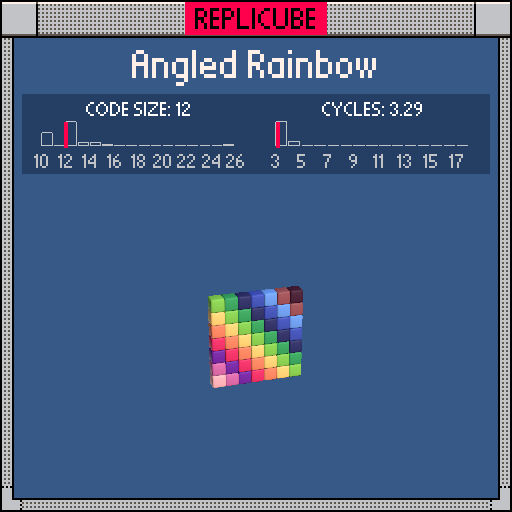 REPLICUBE
Angled Rainbow
CODE SIZE: 12
10 12 14 16 18 20 22 24 26
CYCLES: 3.29
3 5 7 9 11 13 15 17